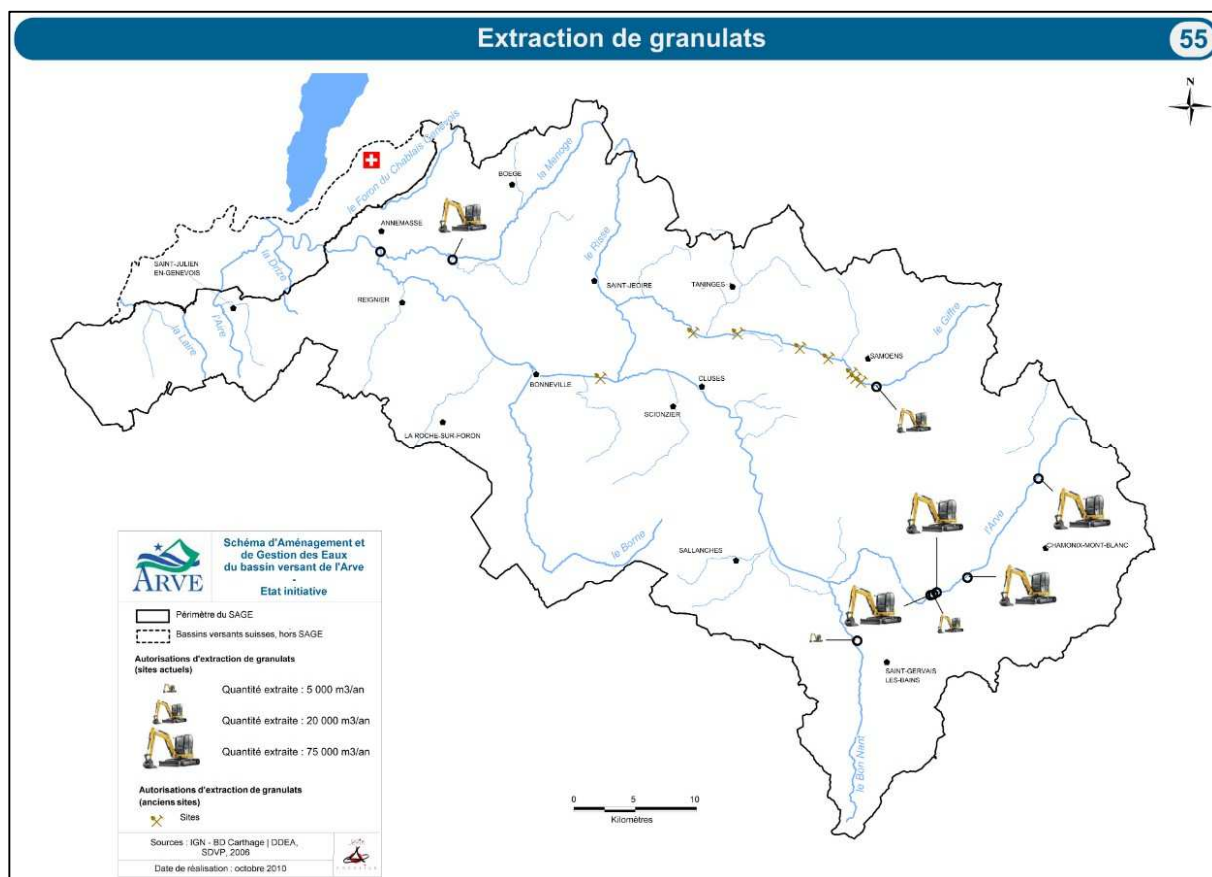 Extraction de granulats
55
N
le Foron du Chablais Genevois
la Menoge
BOEGE
ANNEMASSE
le Risse
SAINT-JULIEN
EN-GENEVOIS
la Drize
SAINT-JEOIRE
TANINGES
REIGNIER
le Giffre
l'Aire
la Laire
SAMOENS
BONNEVILLE
CLUSES
SCIONZIER
LA ROCHE-SUR-FORON
l'Arve
CHAMONIX-MONT-BLANC
le Borne
SALLANCHES
SAINT-GERVAIS
LES-BAINS
le Bon Nant
0 5 10
Kilomètres
ARVE
Schéma d'Aménagement et
de Gestion des Eaux
du bassin versant de l'Arve
-
Etat initiative
Périmètre du SAGE
Bassins versants suisses, hors SAGE
Autorisations d'extraction de granulats
(sites actuels)
Quantité extraite : 5 000 m3/an
Quantité extraite : 20 000 m3/an
Quantité extraite : 75 000 m3/an
Autorisations d'extraction de granulats
(anciens sites)
Sites
Sources : IGN - BD Carthage | DDEA,
SDVP, 2006
Date de réalisation : octobre 2010